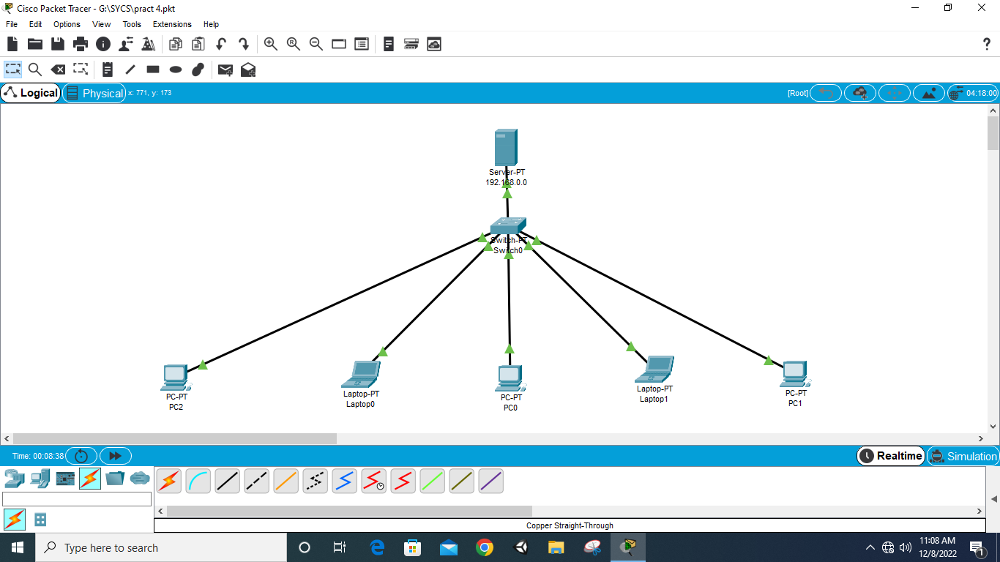 Cisco Packet Tracer - G:\SYCS\pract 4.pkt
File Edit Options View Tools Extensions Help
Logical Physical x: 771, y: 173 [Root] 04:18:00
Server-PT
192.168.0.0
Switch-PT
Switch0
PC-PT
PC2
Laptop-PT
Laptop0
PC-PT
PC0
Laptop-PT
Laptop1
PC-PT
PC1
Time: 00:08:38 Realtime Simulation
Copper Straight-Through
Type here to search
11:08 AM
12/8/2022
1